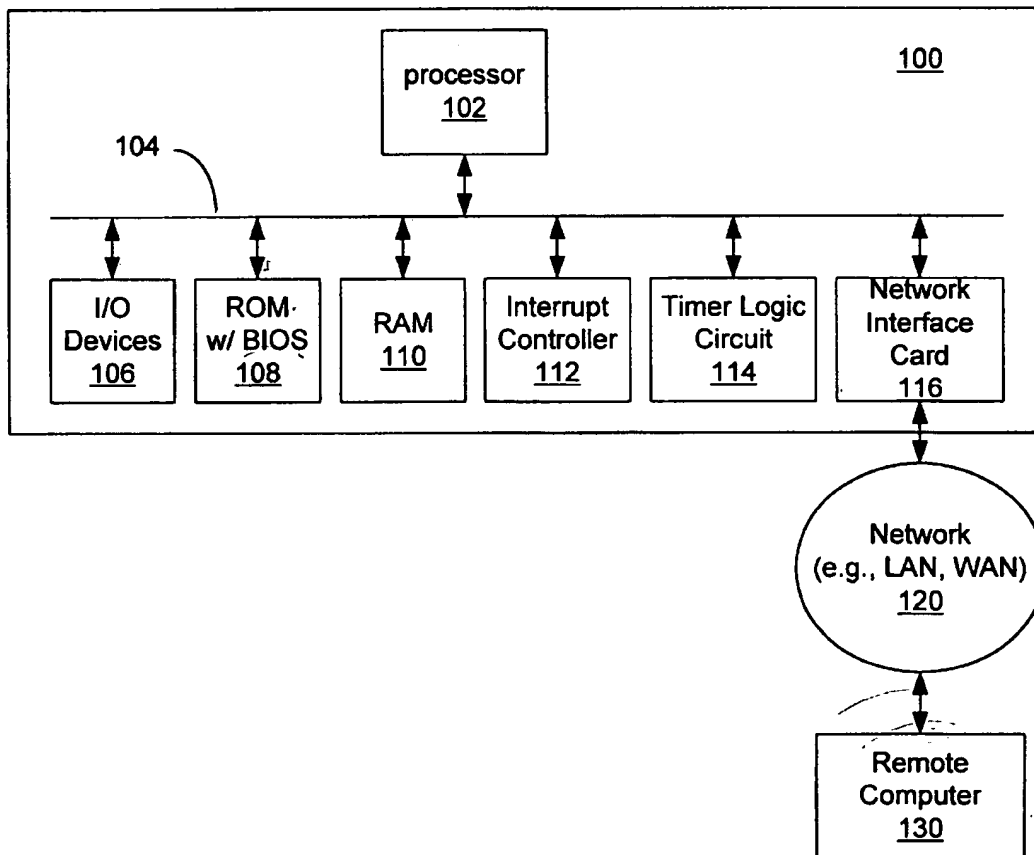 100
processor
102
104
I/O
Devices
106
ROM
w/ BIOS
108
RAM
110
Interrupt
Controller
112
Timer Logic
Circuit
114
Network
Interface
Card
116
Network
(e.g., LAN, WAN)
120
Remote
Computer
130